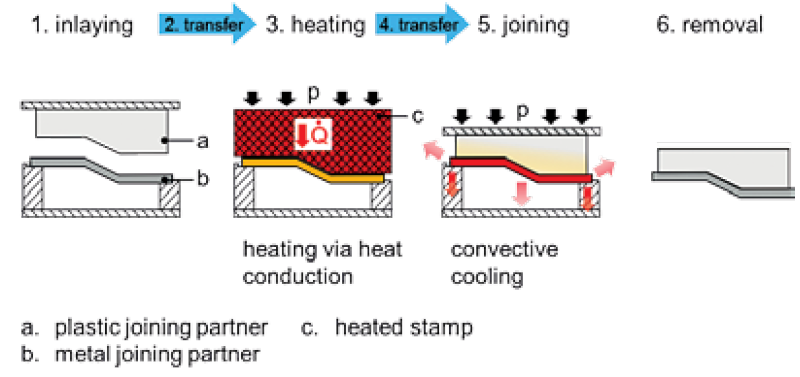 1. inlaying 2. transfer 3. heating 4. transfer 5. joining 6. removal
p
c
p
Q̇
a
b
heating via heat
conduction
convective
cooling
a. plastic joining partner c. heated stamp
b. metal joining partner